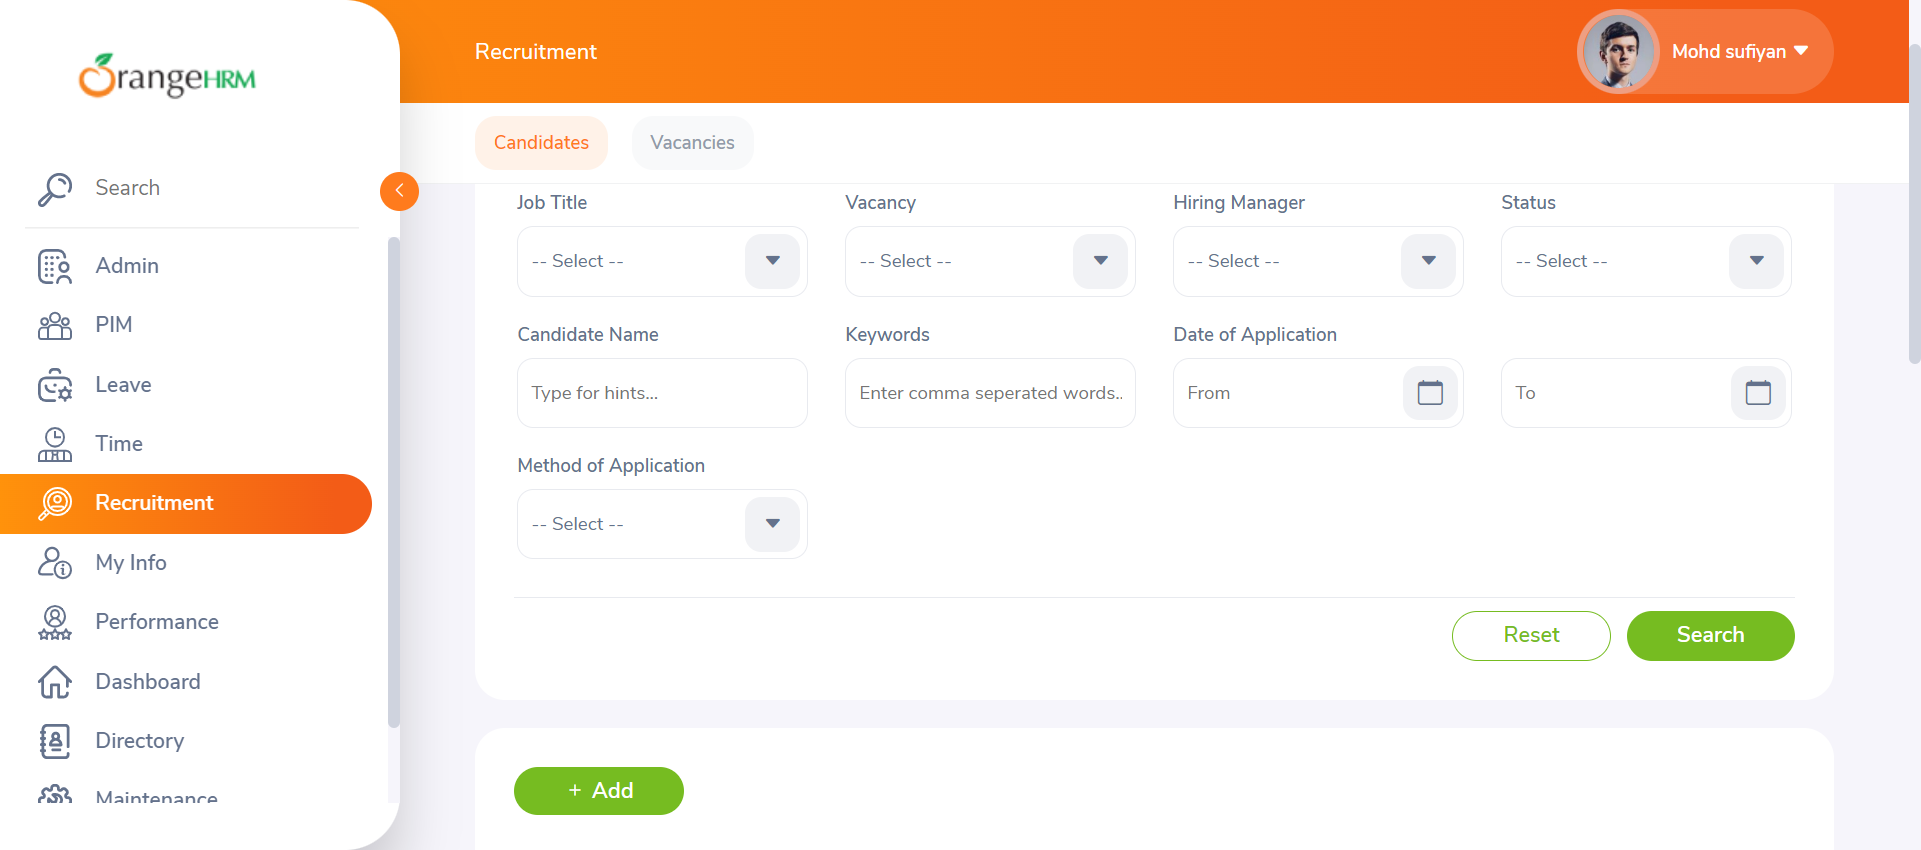 OrangeHRM
Recruitment
Mohd sufiyan
Candidates
Vacancies
Search
Admin
PIM
Leave
Time
Recruitment
My Info
Performance
Dashboard
Directory
Maintenance
Job Title
Vacancy
Hiring Manager
Status
-- Select --
-- Select --
-- Select --
-- Select --
Candidate Name
Keywords
Date of Application
Type for hints...
Enter comma seperated words..
From
To
Method of Application
-- Select --
Reset
Search
+ Add